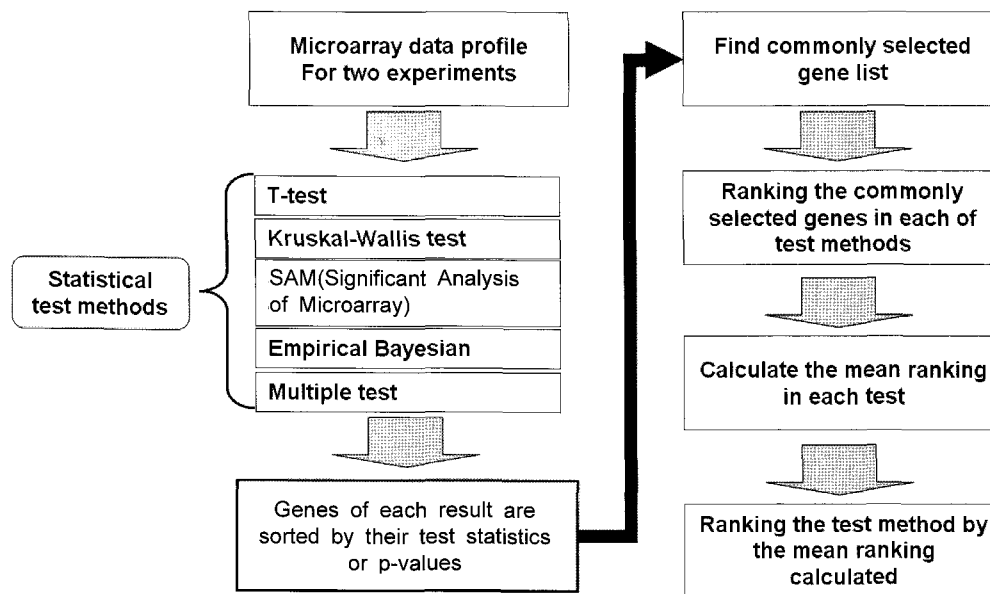 Microarray data profile
For two experiments
Statistical
test methods
T-test
Kruskal-Wallis test
SAM(Significant Analysis
of Microarray)
Empirical Bayesian
Multiple test
Genes of each result are
sorted by their test statistics
or p-values
Find commonly selected
gene list
Ranking the commonly
selected genes in each of
test methods
Calculate the mean ranking
in each test
Ranking the test method by
the mean ranking
calculated